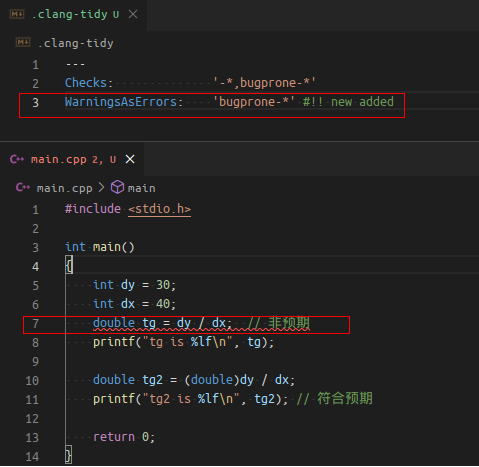 .clang-tidy U ×
.clang-tidy
1 ---
2 Checks: '-*,bugprone-*'
3 WarningsAsErrors: 'bugprone-*' #!! new added
main.cpp 2, U ×
main.cpp > main
1 #include <stdio.h>
2
3 int main()
4 {
5 int dy = 30;
6 int dx = 40;
7 double tg = dy / dx; // 非预期
8 printf("tg is %lf\n", tg);
9
10 double tg2 = (double)dy / dx;
11 printf("tg2 is %lf\n", tg2); // 符合预期
12
13 return 0;
14 }